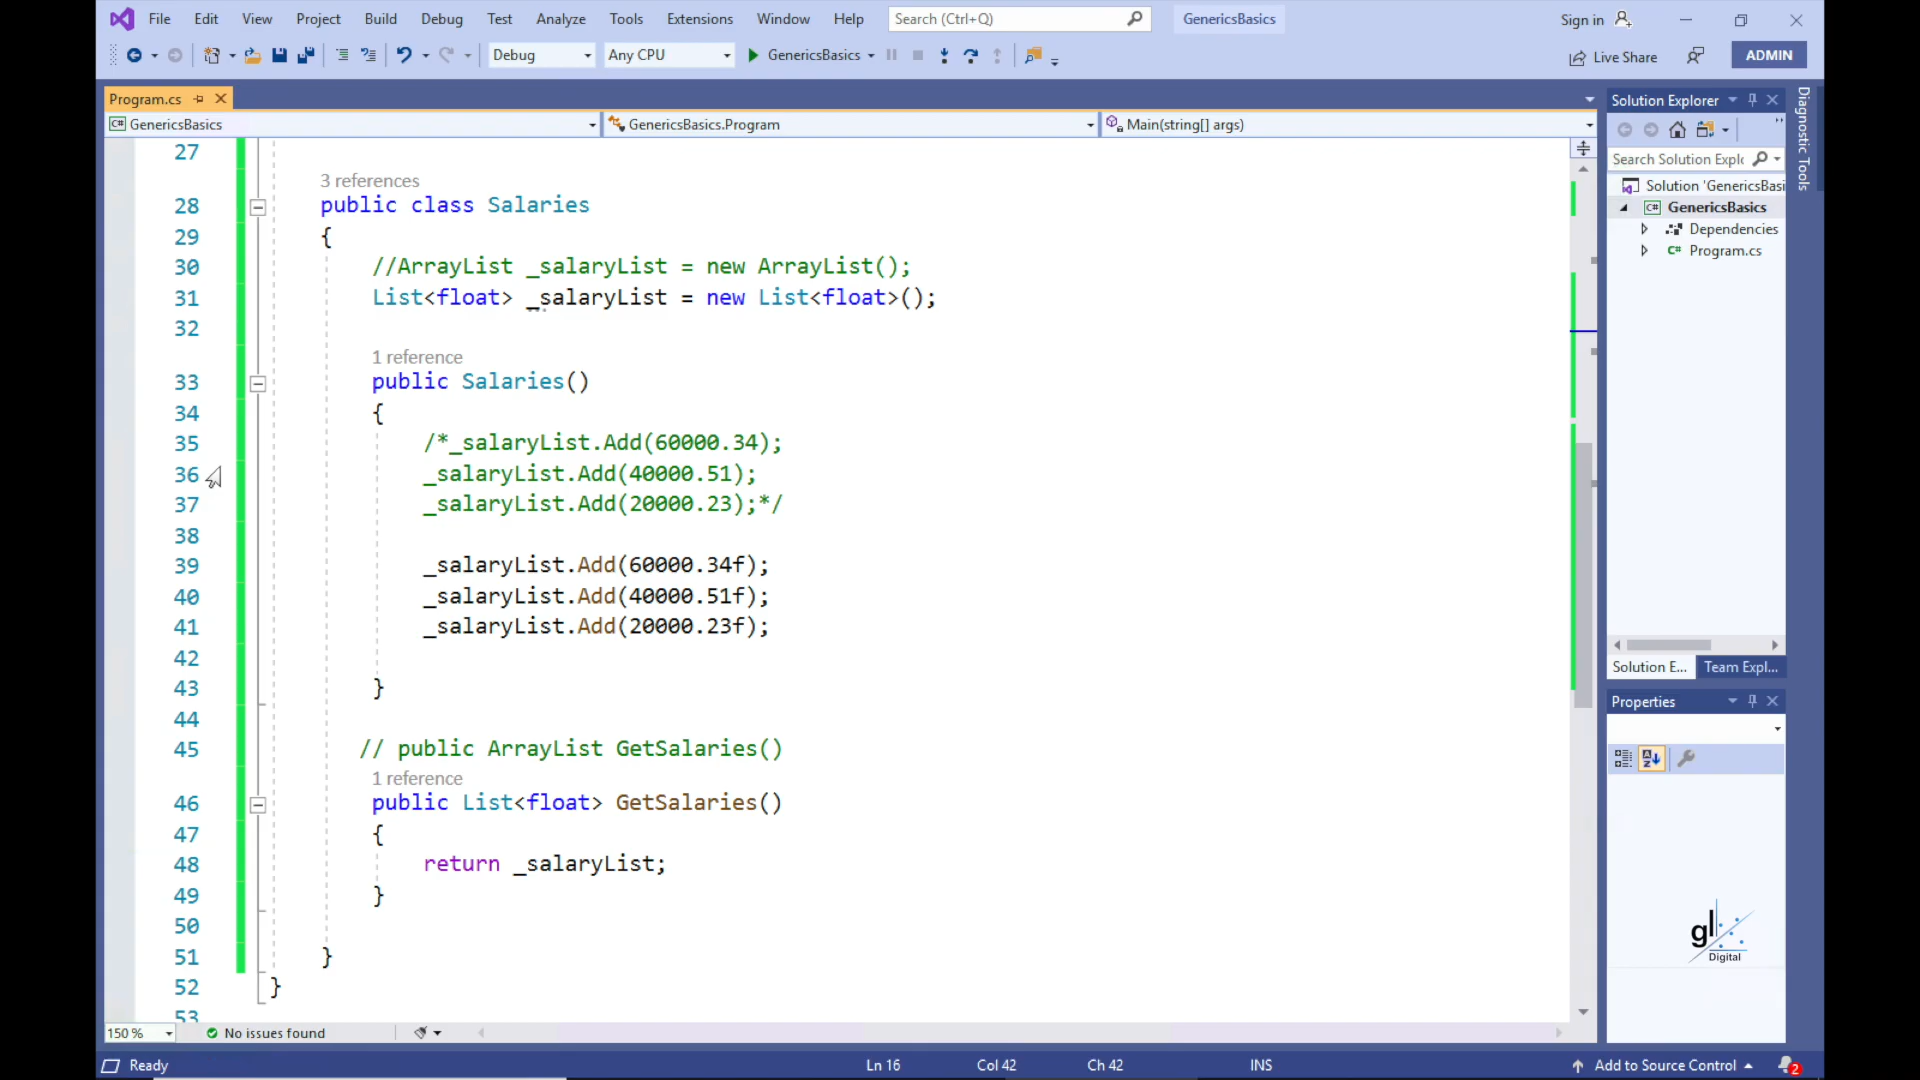 File Edit View Project Build Debug Test Analyze Tools Extensions Window Help Search (Ctrl+Q) GenericsBasics Sign in
Debug Any CPU GenericsBasics Live Share ADMIN
Program.cs
GenericsBasics GenericsBasics.Program Main(string[] args)
27
3 references
28 public class Salaries
29 {
30 //ArrayList _salaryList = new ArrayList();
31 List<float> _salaryList = new List<float>();
32
1 reference
33 public Salaries()
34 {
35 /*_salaryList.Add(60000.34);
36 _salaryList.Add(40000.51);
37 _salaryList.Add(20000.23);*/
38
39 _salaryList.Add(60000.34f);
40 _salaryList.Add(40000.51f);
41 _salaryList.Add(20000.23f);
42
43 }
44
45 // public ArrayList GetSalaries()
1 reference
46 public List<float> GetSalaries()
47 {
48 return _salaryList;
49 }
50
51 }
52 }
53
150 % No issues found
Solution Explorer
Search Solution Explo
Solution 'GenericsBasi
C# GenericsBasics
Dependencies
C# Program.cs
Solution E... Team Expl...
Properties
gl
Digital
Diagnostic Tools
Ready Ln 16 Col 42 Ch 42 INS Add to Source Control 2